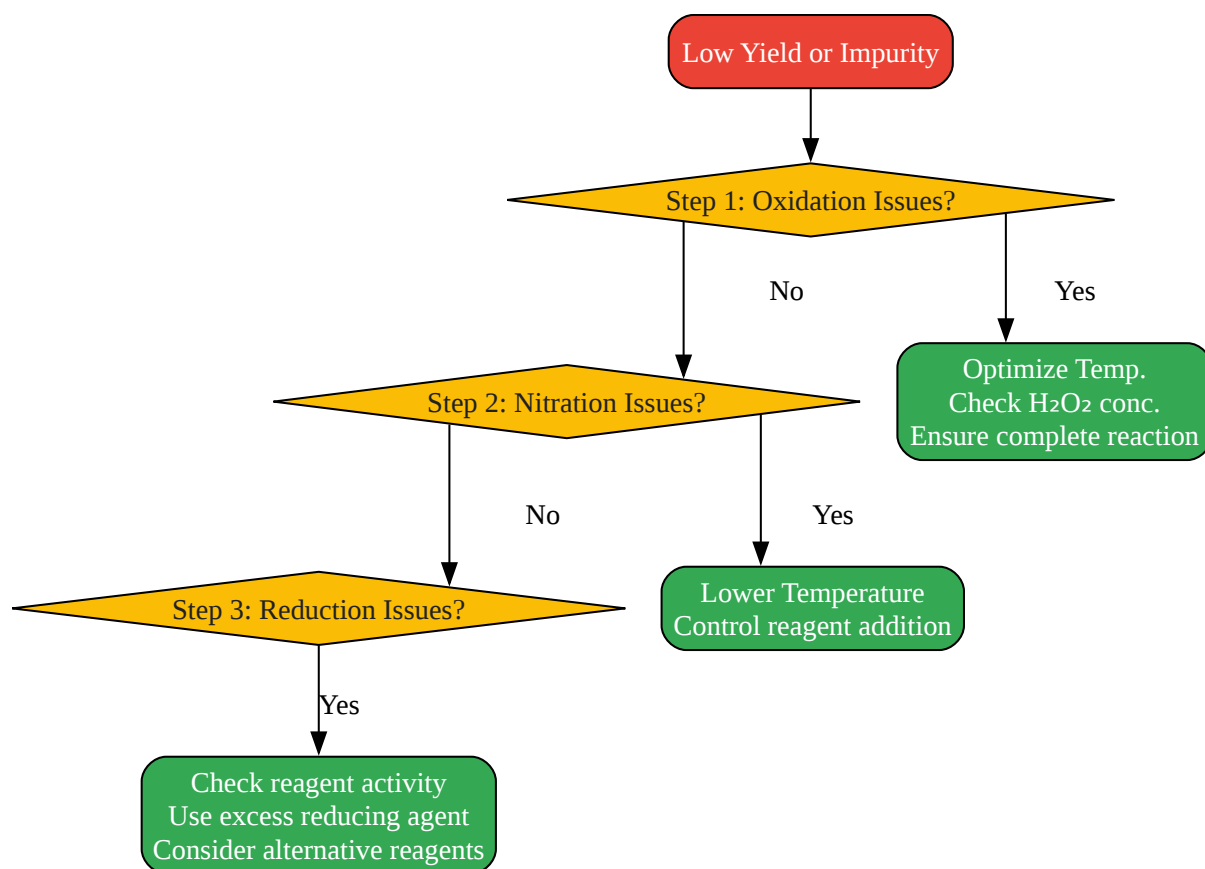 Low Yield or Impurity
Step 1: Oxidation Issues?
No
Yes
Optimize Temp.
Check H₂O₂ conc.
Ensure complete reaction
Step 2: Nitration Issues?
No
Yes
Lower Temperature
Control reagent addition
Step 3: Reduction Issues?
Yes
Check reagent activity
Use excess reducing agent
Consider alternative reagents